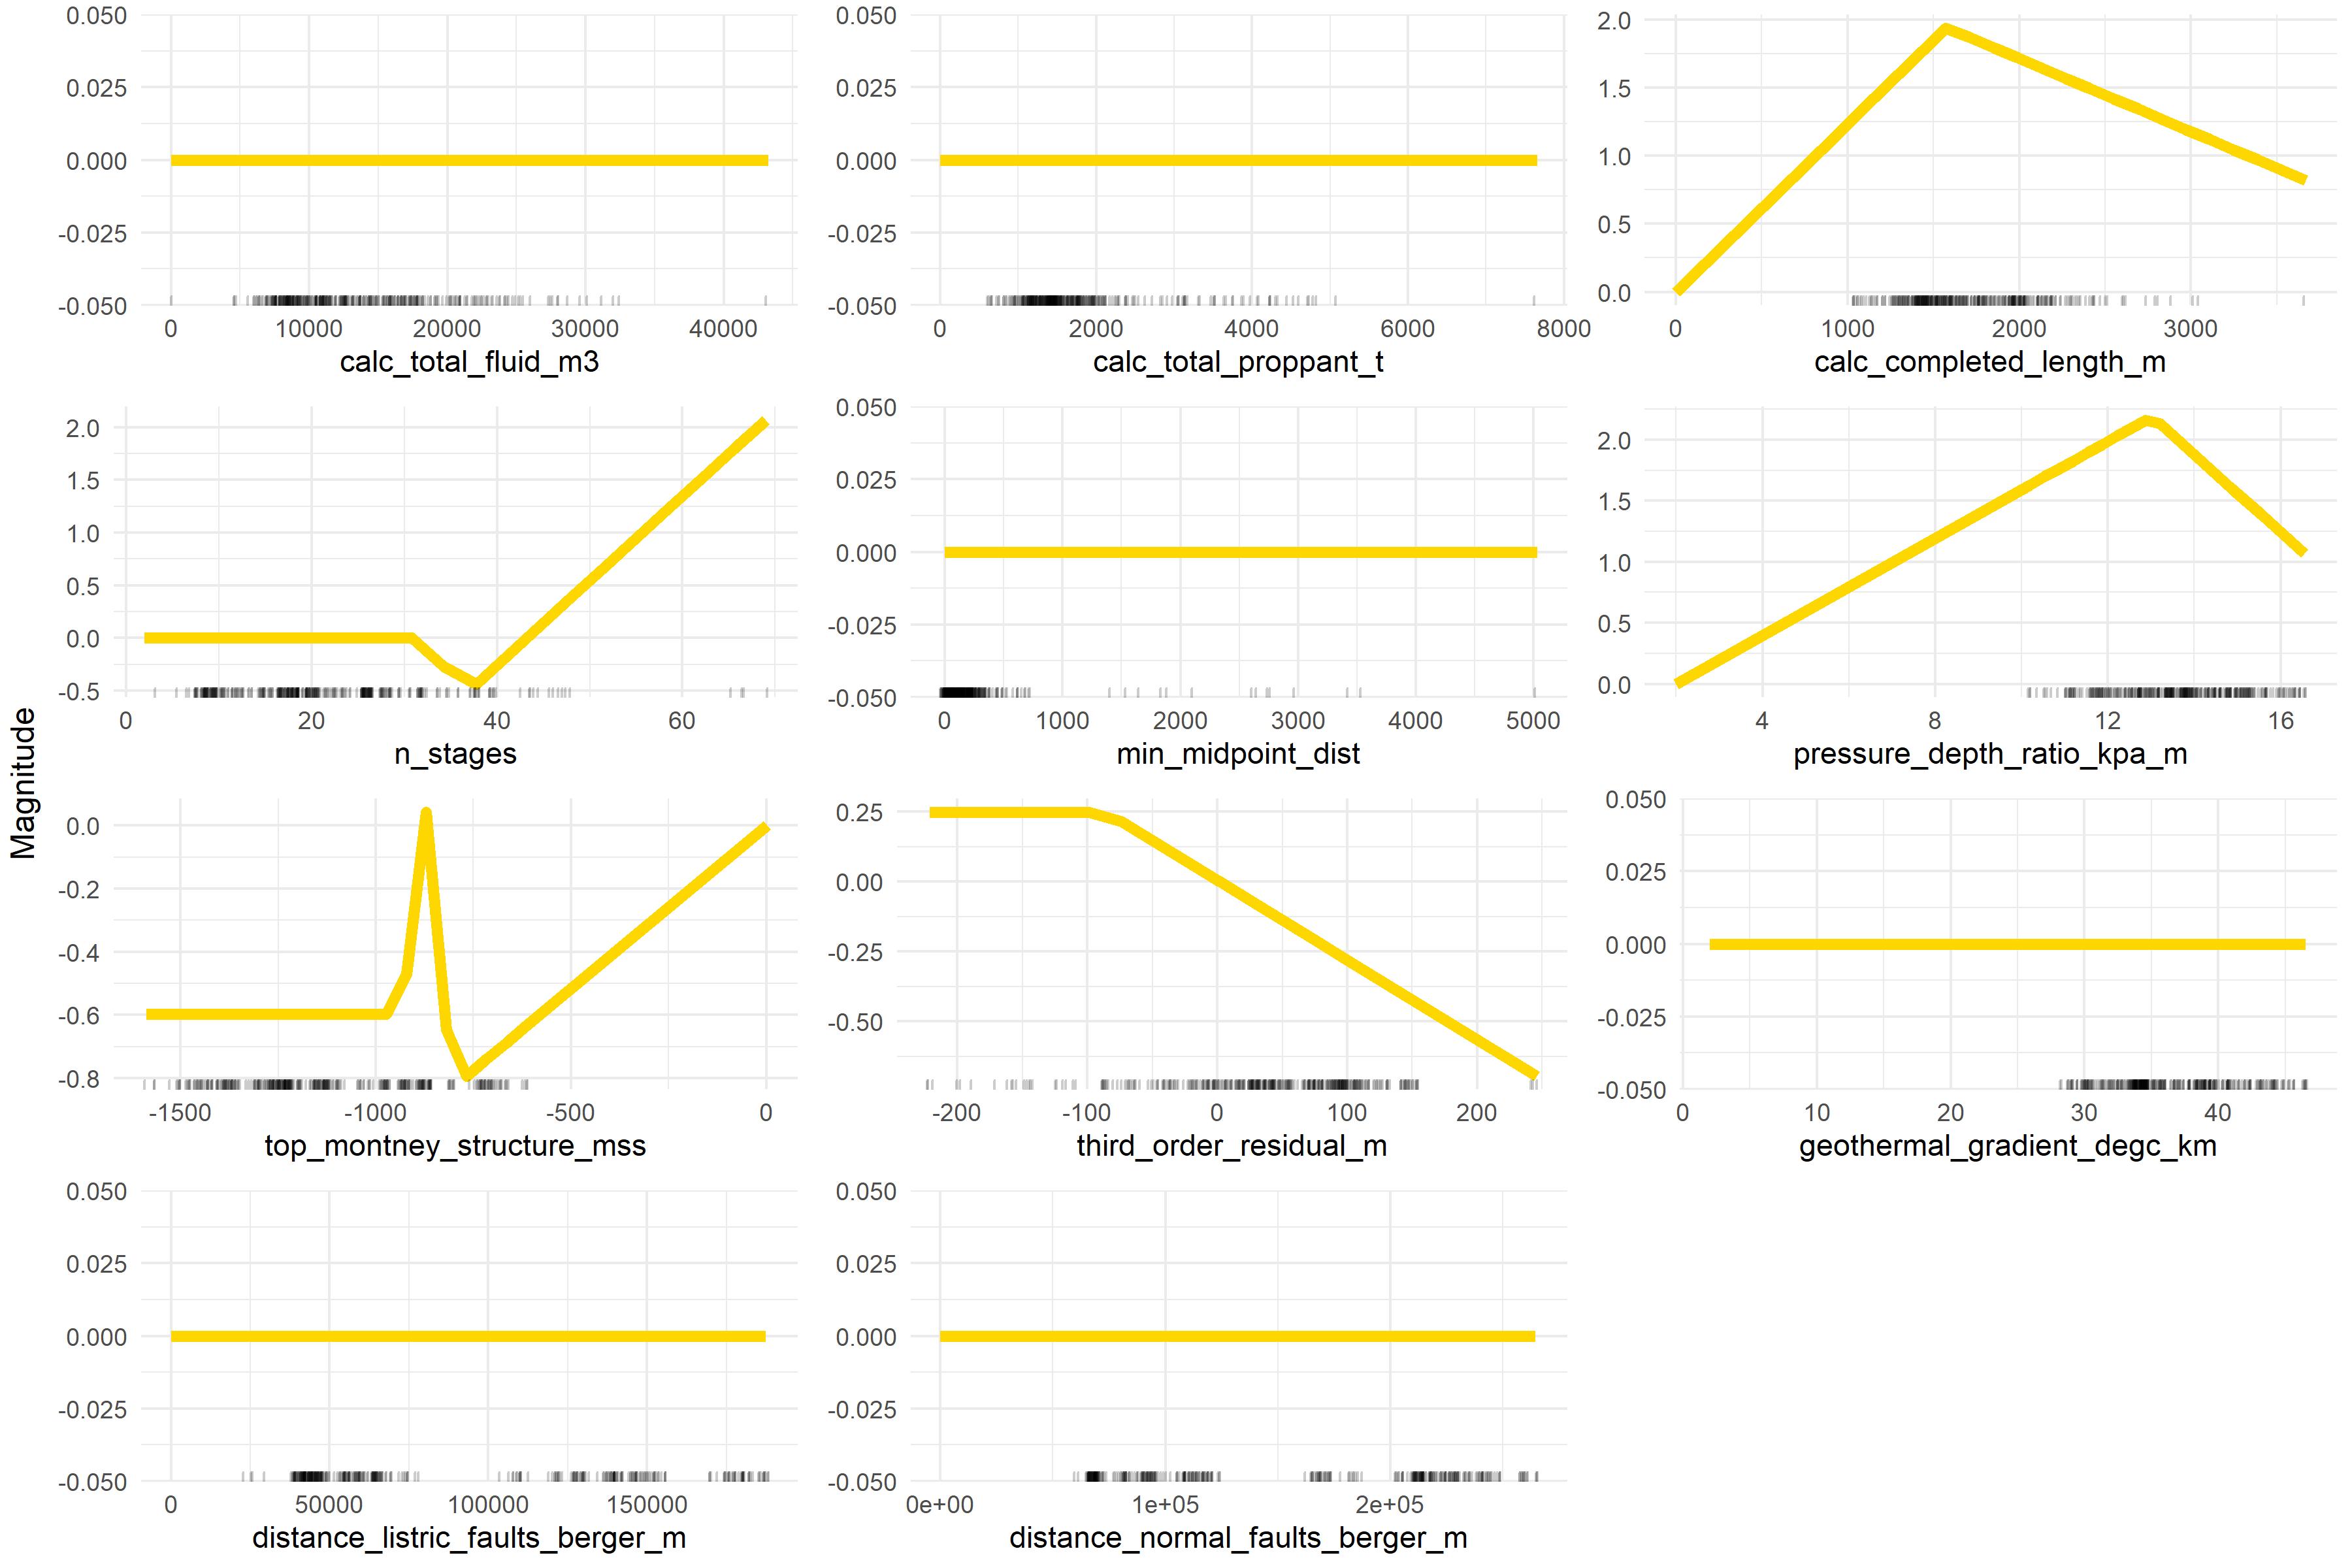 Magnitude
0.050
0.025
0.000
-0.025
-0.050
0 10000 20000 30000 40000
calc_total_fluid_m3
0.050
0.025
0.000
-0.025
-0.050
0 2000 4000 6000 8000
calc_total_proppant_t
2.0
1.5
1.0
0.5
0.0
0 1000 2000 3000
calc_completed_length_m
2.0
1.5
1.0
0.5
0.0
-0.5
0 20 40 60
n_stages
0.050
0.025
0.000
-0.025
-0.050
0 1000 2000 3000 4000 5000
min_midpoint_dist
2.0
1.5
1.0
0.5
0.0
4 8 12 16
pressure_depth_ratio_kpa_m
0.0
-0.2
-0.4
-0.6
-0.8
-1500 -1000 -500 0
top_montney_structure_mss
0.25
0.00
-0.25
-0.50
-200 -100 0 100 200
third_order_residual_m
0.050
0.025
0.000
-0.025
-0.050
0 10 20 30 40
geothermal_gradient_degc_km
0.050
0.025
0.000
-0.025
-0.050
0 50000 100000 150000
distance_listric_faults_berger_m
0.050
0.025
0.000
-0.025
-0.050
0e+00 1e+05 2e+05
distance_normal_faults_berger_m